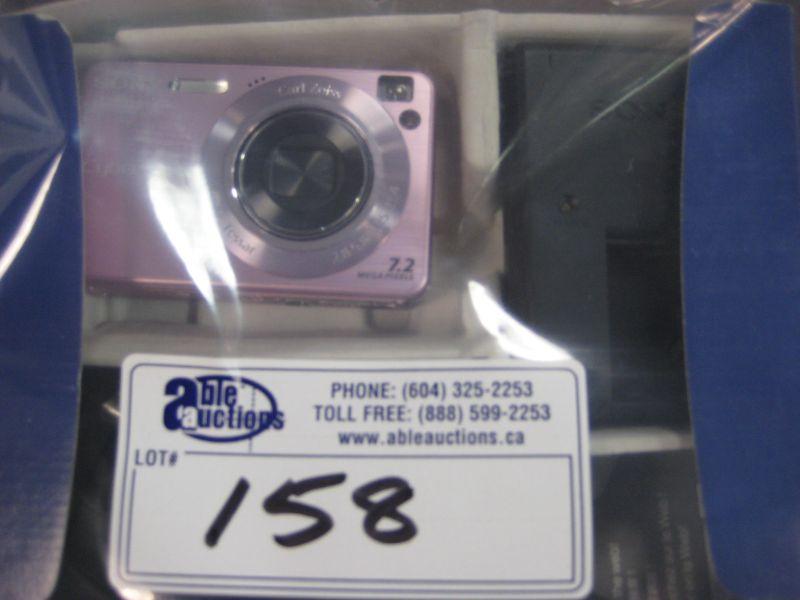 Carl Zeiss
Tessar
7.2
MEGA PIXELS
able
auctions
PHONE: (604) 325-2253
TOLL FREE: (888) 599-2253
www.ableauctions.ca
LOT#
158